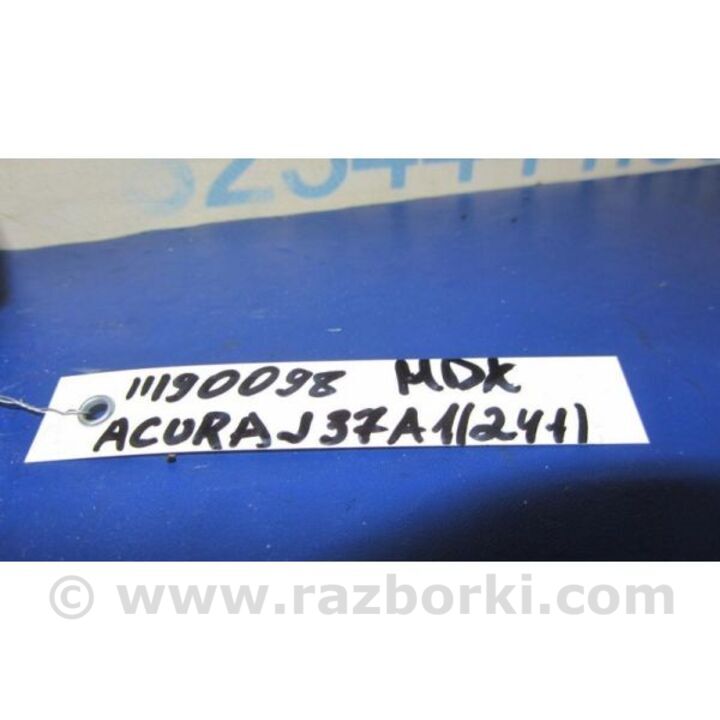 11190098 MDX
ACURA J37A1(241)
© www.razborki.com